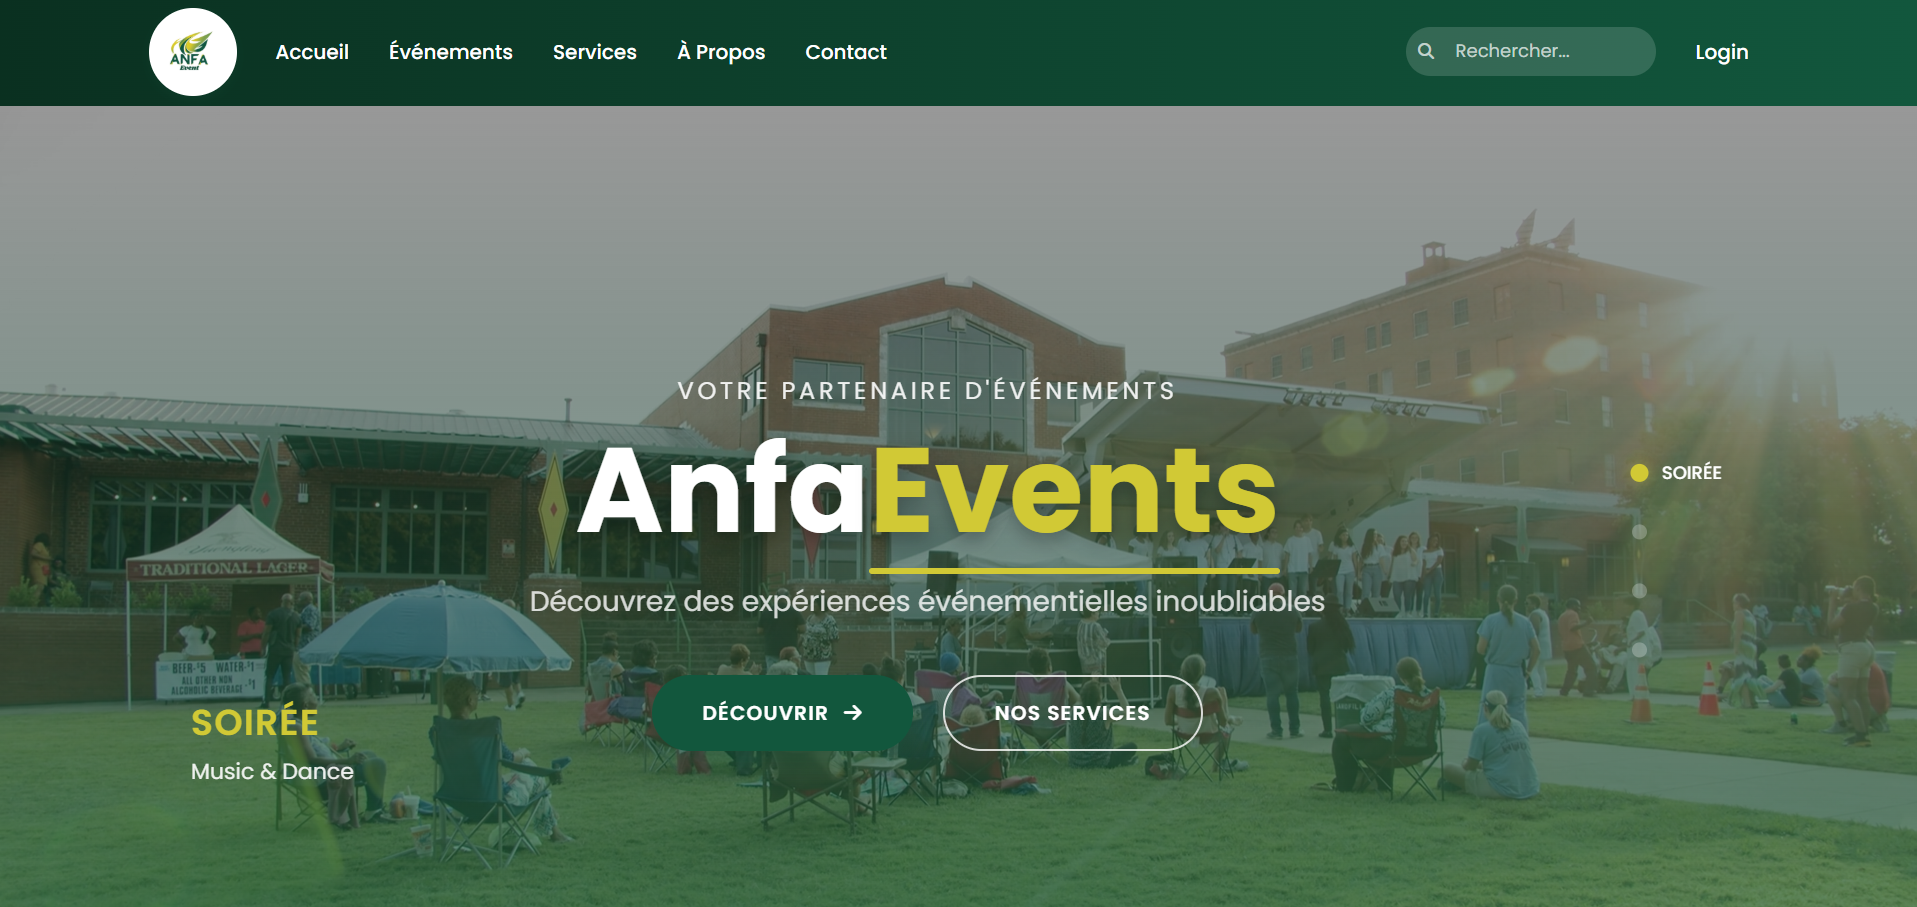 ANFA
Event
Accueil
Événements
Services
À Propos
Contact
Rechercher...
Login
VOTRE PARTENAIRE D'ÉVÉNEMENTS
AnfaEvents
Découvrez des expériences événementielles inoubliables
SOIRÉE
TRADITIONAL LAGER
BEER-$5 WATER-$1
ALL OTHER NON
ALCOHOLIC BEVERAGE -$1
DÉCOUVRIR
NOS SERVICES
SOIRÉE
Music & Dance